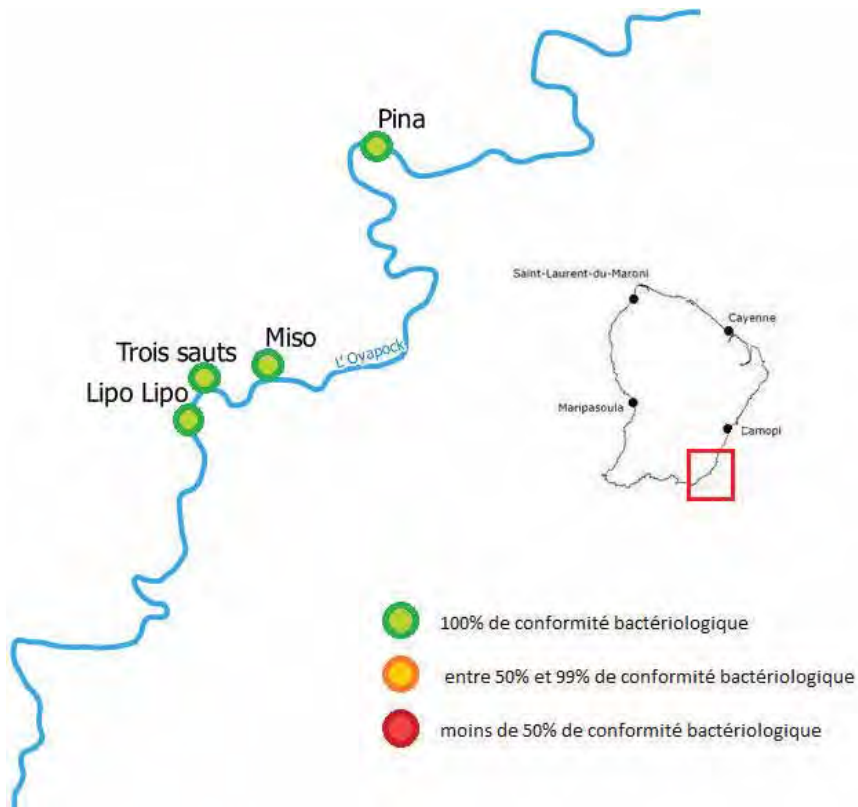 Pina
Saint-Laurent-du-Maroni
Cayenne
Miso
Trois sauts
L'Oyapock
Lipo Lipo
Maripasoula
Camopi
100% de conformité bactériologique
entre 50% et 99% de conformité bactériologique
moins de 50% de conformité bactériologique